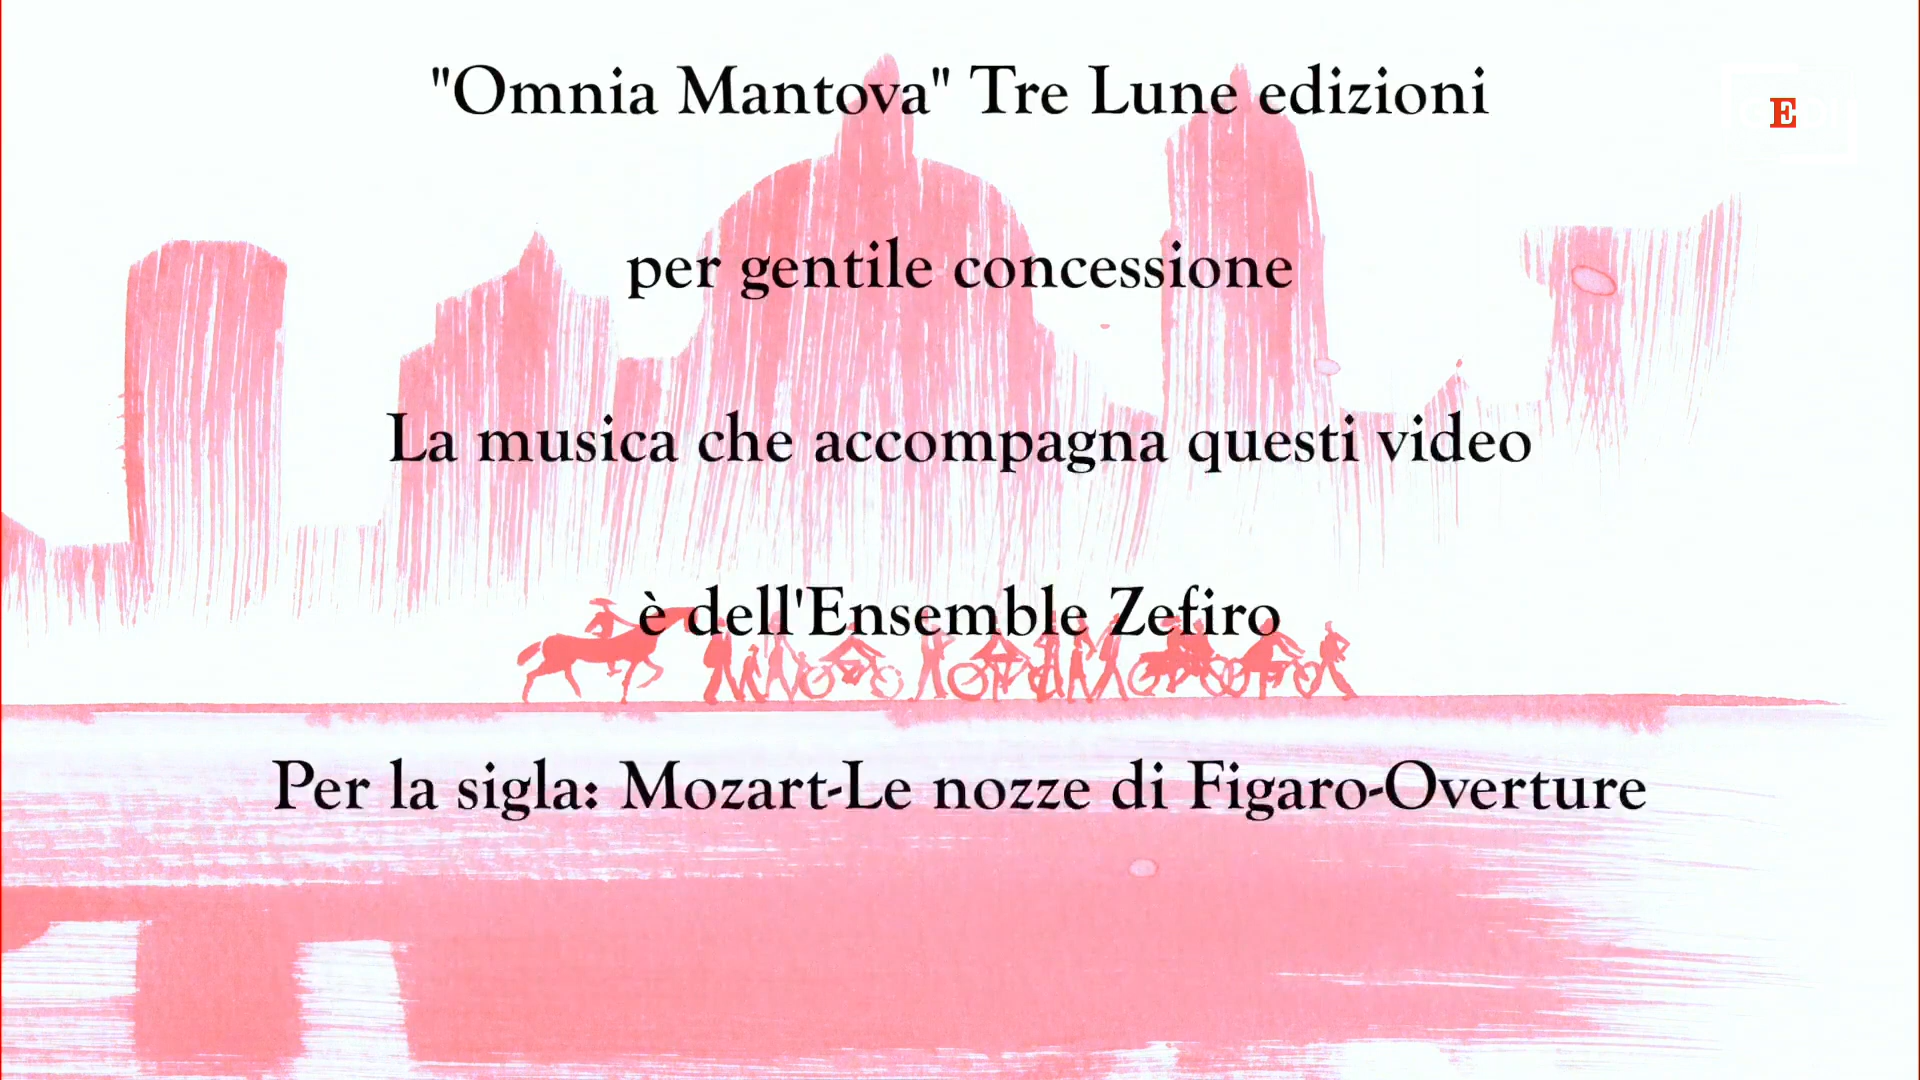 "Omnia Mantova" Tre Lune edizioni
E
per gentile concessione
La musica che accompagna questi video
è dell'Ensemble Zefiro
Per la sigla: Mozart-Le nozze di Figaro-Overture